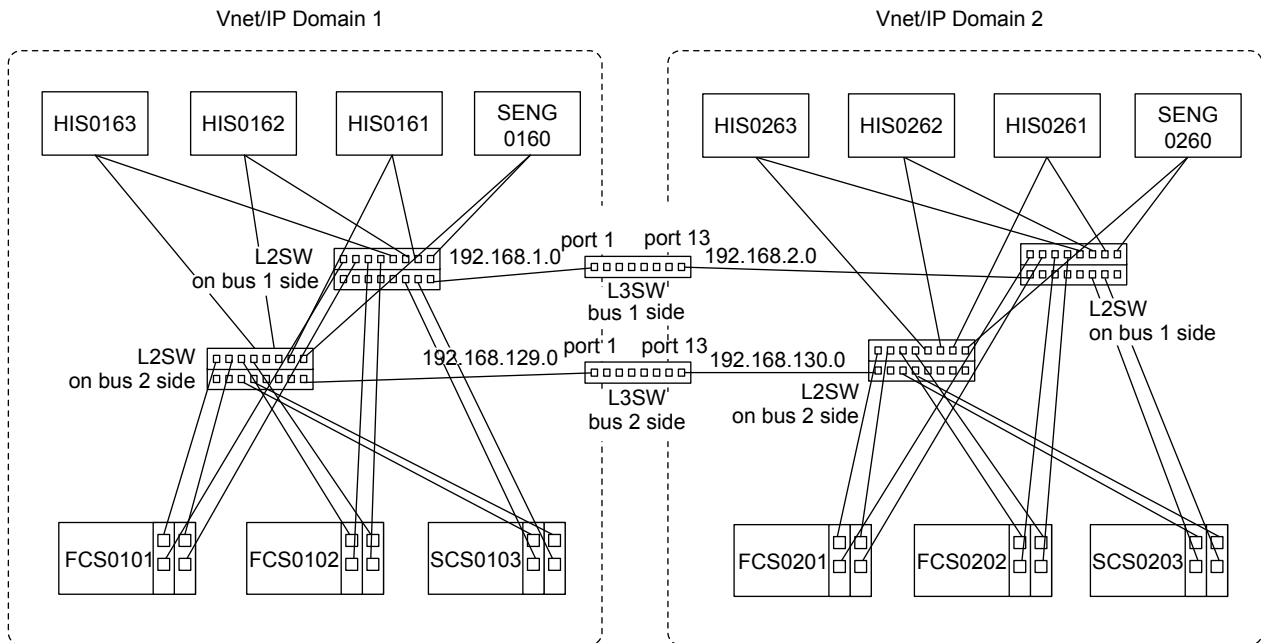 Vnet/IP Domain 1
Vnet/IP Domain 2
HIS0163
HIS0162
HIS0161
SENG
0160
HIS0263
HIS0262
HIS0261
SENG
0260
L2SW
on bus 1 side
192.168.1.0
port 1
port 13
192.168.2.0
L3SW
bus 1 side
L2SW
on bus 1 side
L2SW
on bus 2 side
192.168.129.0
port 1
port 13
192.168.130.0
L3SW
bus 2 side
L2SW
on bus 2 side
FCS0101
FCS0102
SCS0103
FCS0201
FCS0202
SCS0203